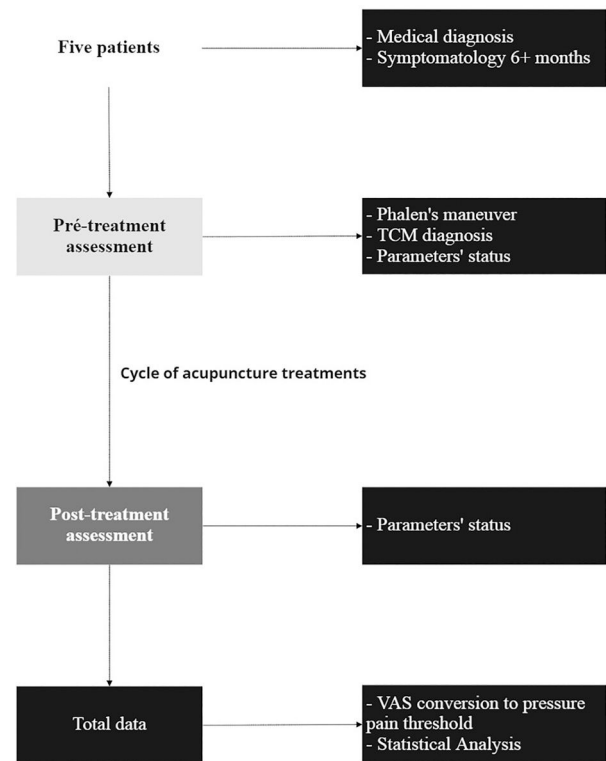 Five patients
- Medical diagnosis
- Symptomatology 6+ months
Pré-treatment
assessment
- Phalen's maneuver
- TCM diagnosis
- Parameters' status
Cycle of acupuncture treatments
Post-treatment
assessment
- Parameters' status
Total data
- VAS conversion to pressure
pain threshold
- Statistical Analysis